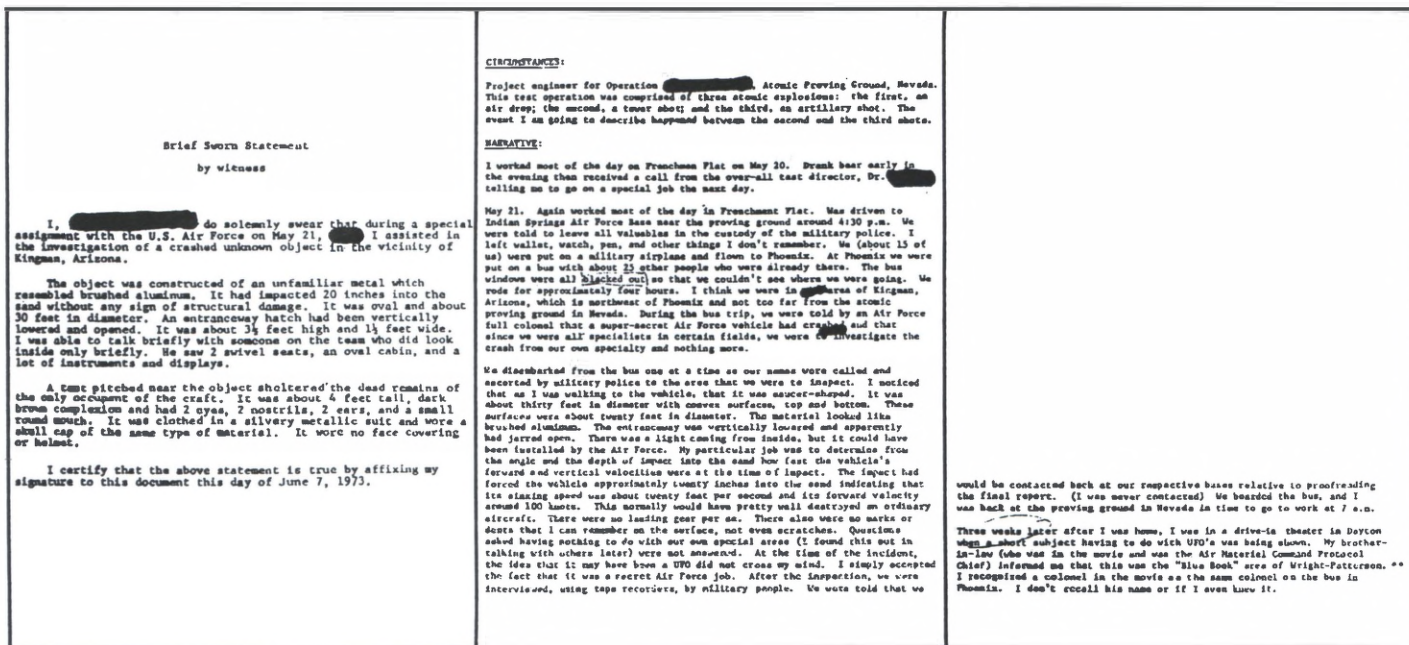 Brief Sworn Statement
by witness
I, do solemnly swear that during a special
assignment with the U.S. Air Force on May 21, I assisted in
the investigation of a crashed unknown object in the vicinity of
Kingman, Arizona.
The object was constructed of an unfamiliar metal which
resembled brushed aluminum. It had impacted 20 inches into the
sand without any sign of structural damage. It was oval and about
30 feet in diameter. An entranceway hatch had been vertically
lowered and opened. It was about 3½ feet high and 1½ feet wide.
I was able to talk briefly with someone on the team who did look
inside only briefly. He saw 2 swivel seats, an oval cabin, and a
lot of instruments and displays.
A tent pitched near the object sheltered the dead remains of
the only occupant of the craft. It was about 4 feet tall, dark
brown complexion and had 2 eyes, 2 nostrils, 2 ears, and a small
round mouth. It was clothed in a silvery metallic suit and wore a
skull cap of the same type of material. It wore no face covering
or helmet.
I certify that the above statement is true by affixing my
signature to this document this day of June 7, 1973.
CIRCUMSTANCES:
Project engineer for Operation , Atomic Proving Ground, Nevada.
This test operation was comprised of three atomic explosions: the first, an
air drop; the second, a tower shot; and the third, an artillary shot. The
event I am going to describe happened between the second and the third shots.
NARRATIVE:
I worked most of the day on Frenchman Flat on May 20. Drank beer early in
the evening then received a call from the over-all test director, Dr.
telling me to go on a special job the next day.
May 21. Again worked most of the day in Frenchment Flat. Was driven to
Indian Springs Air Force Base near the proving ground around 4:30 p.m. We
were told to leave all valuables in the custody of the military police. I
left wallet, watch, pen, and other things I don't remember. We (about 15 of
us) were put on a military airplane and flown to Phoenix. At Phoenix we were
put on a bus with about 25 other people who were already there. The bus
windows were all blacked out so that we couldn't see where we were going. We
rode for approximately four hours. I think we were in area of Kingman,
Arizona, which is northwest of Phoenix and not too far from the atomic
proving ground in Nevada. During the bus trip, we were told by an Air Force
full colonel that a super-secret Air Force vehicle had crashed and that
since we were all specialists in certain fields, we were to investigate the
crash from our own specialty and nothing more.
We disembarked from the bus one at a time as our names were called and
escorted by military police to the area that we were to inspect. I noticed
that as I was walking to the vehicle, that it was saucer-shaped. It was
about thirty feet in diameter with convex surfaces, top and bottom. These
surfaces were about twenty feet in diameter. The material looked like
brushed aluminum. The entranceway was vertically lowered and apparently
had jarred open. There was a light coming from inside, but it could have
been installed by the Air Force. My particular job was to determine from
the angle and the depth of impact into the sand how fast the vehicle's
forward and vertical velocities were at the time of impact. The impact had
forced the vehicle approximately twenty inches into the sand indicating that
its sinking speed was about twenty feet per second and its forward velocity
around 100 knots. This normally would have pretty well destroyed an ordinary
aircraft. There were no landing gear per se. There also were no marks or
dents that I can remember on the surface, not even scratches. Questions
asked having nothing to do with our own special areas (I found this out in
talking with others later) were not answered. At the time of the incident,
the idea that it may have been a UFO did not cross my mind. I simply accepted
the fact that it was a secret Air Force job. After the inspection, we were
interviewed, using tape recorders, by military people. We were told that we
would be contacted back at our respective bases relative to proofreading
the final report. (I was never contacted) We boarded the bus, and I
was back at the proving ground in Nevada in time to go to work at 7 a.m.
Three weeks later after I was home, I was in a drive-in theater in Dayton
when a short subject having to do with UFO's was being shown. My brother-
in-law (who was in the movie and was the Air Material Command Protocol
Chief) informed me that this was the "Blue Book" area of Wright-Patterson. **
I recognized a colonel in the movie as the same colonel on the bus in
Phoenix. I don't recall his name or if I even knew it.